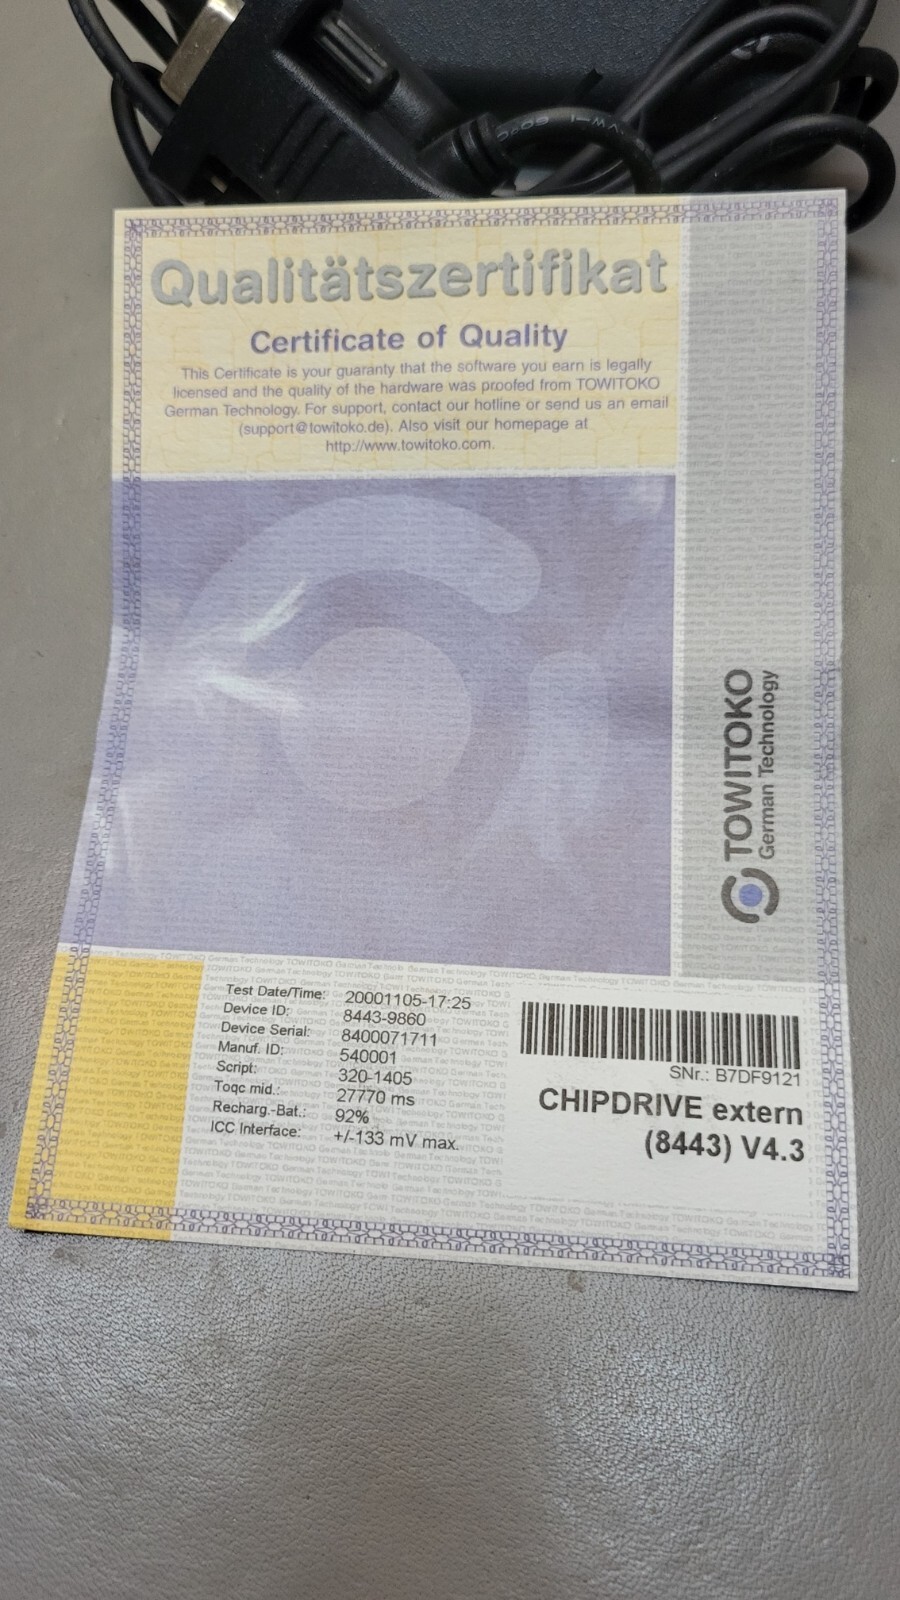 Qualitätszertifikat
Certificate of Quality
This Certificate is your guaranty that the software you earn is legally
licensed and the quality of the hardware was proofed from TOWITOKO
German Technology. For support, contact our hotline or send us an email
(support@towitoko.de). Also visit our homepage at
http://www.towitoko.com.
TOWITOKO
German Technology
Test Date/Time: 20001105-17:25
Device ID: 8443-9860
Device Serial: 8400071711
Manuf. ID: 540001
Script: 320-1405
Toqc mid.: 27770 ms
Recharg.-Bat.: 92%
ICC Interface: +/-133 mV max.
SNr.: B7DF9121
CHIPDRIVE extern
(8443) V4.3